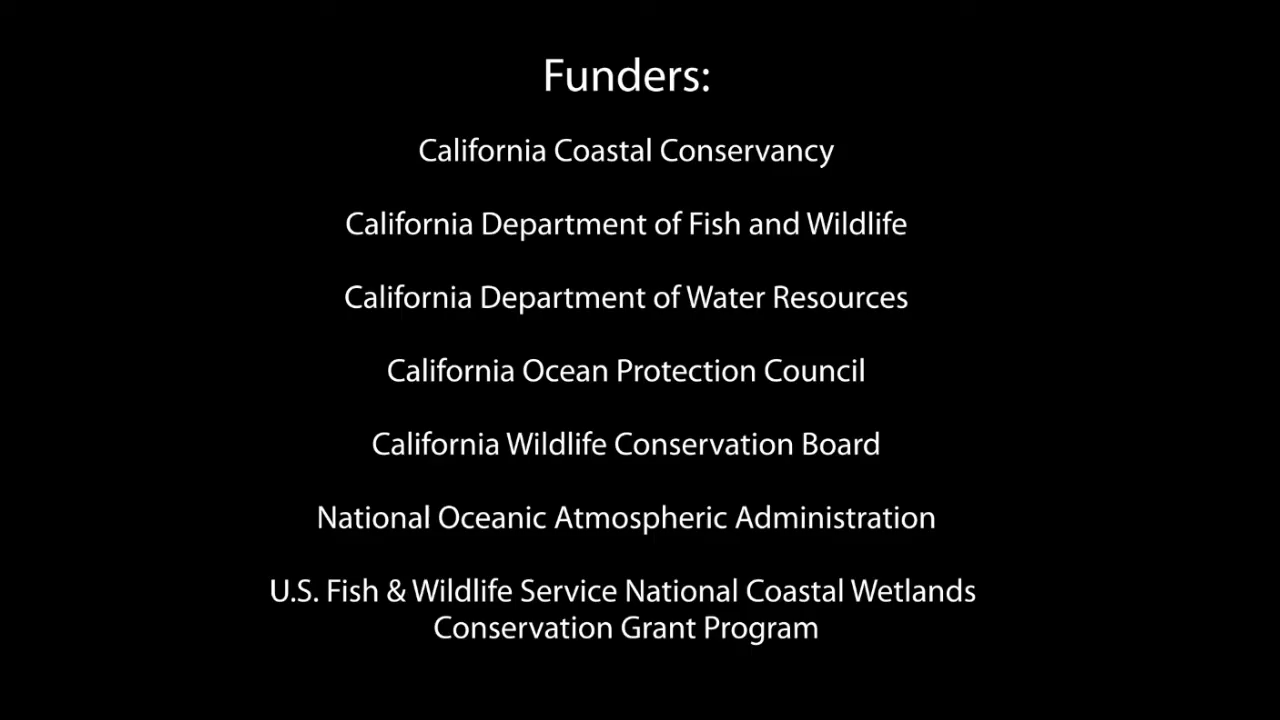 Funders:
California Coastal Conservancy
California Department of Fish and Wildlife
California Department of Water Resources
California Ocean Protection Council
California Wildlife Conservation Board
National Oceanic Atmospheric Administration
U.S. Fish & Wildlife Service National Coastal Wetlands
Conservation Grant Program